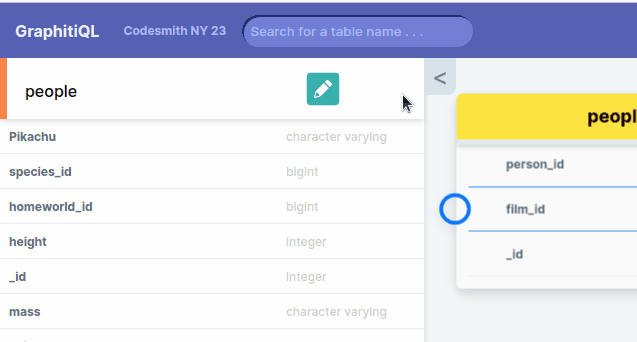 GraphitiQL Codesmith NY 23 Search for a table name . . .
people
<
Pikachu character varying
species_id bigint
homeworld_id bigint
height integer
_id integer
mass character varying
peopl
person_id
film_id
_id